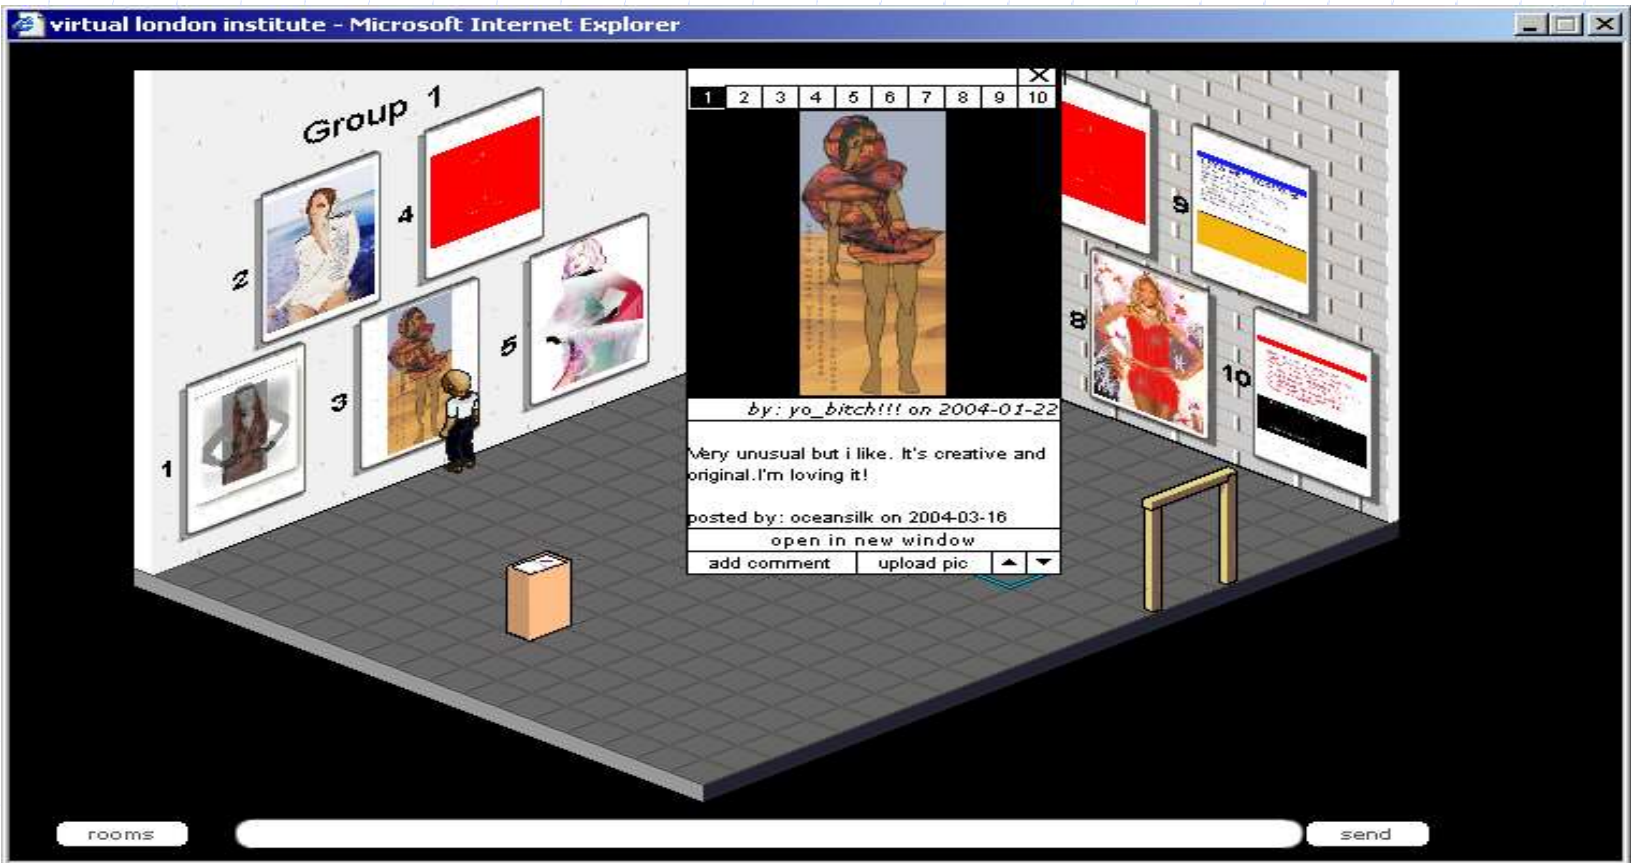 virtual london institute - Microsoft Internet Explorer
Group 1
1
2
3
4
5
X
1 2 3 4 5 6 7 8 9 10
by: yo_bitch!!! on 2004-01-22
Very unusual but i like. It's creative and
original.I'm loving it!
posted by: oceansilk on 2004-03-16
open in new window
add comment upload pic
8
9
10
rooms
send